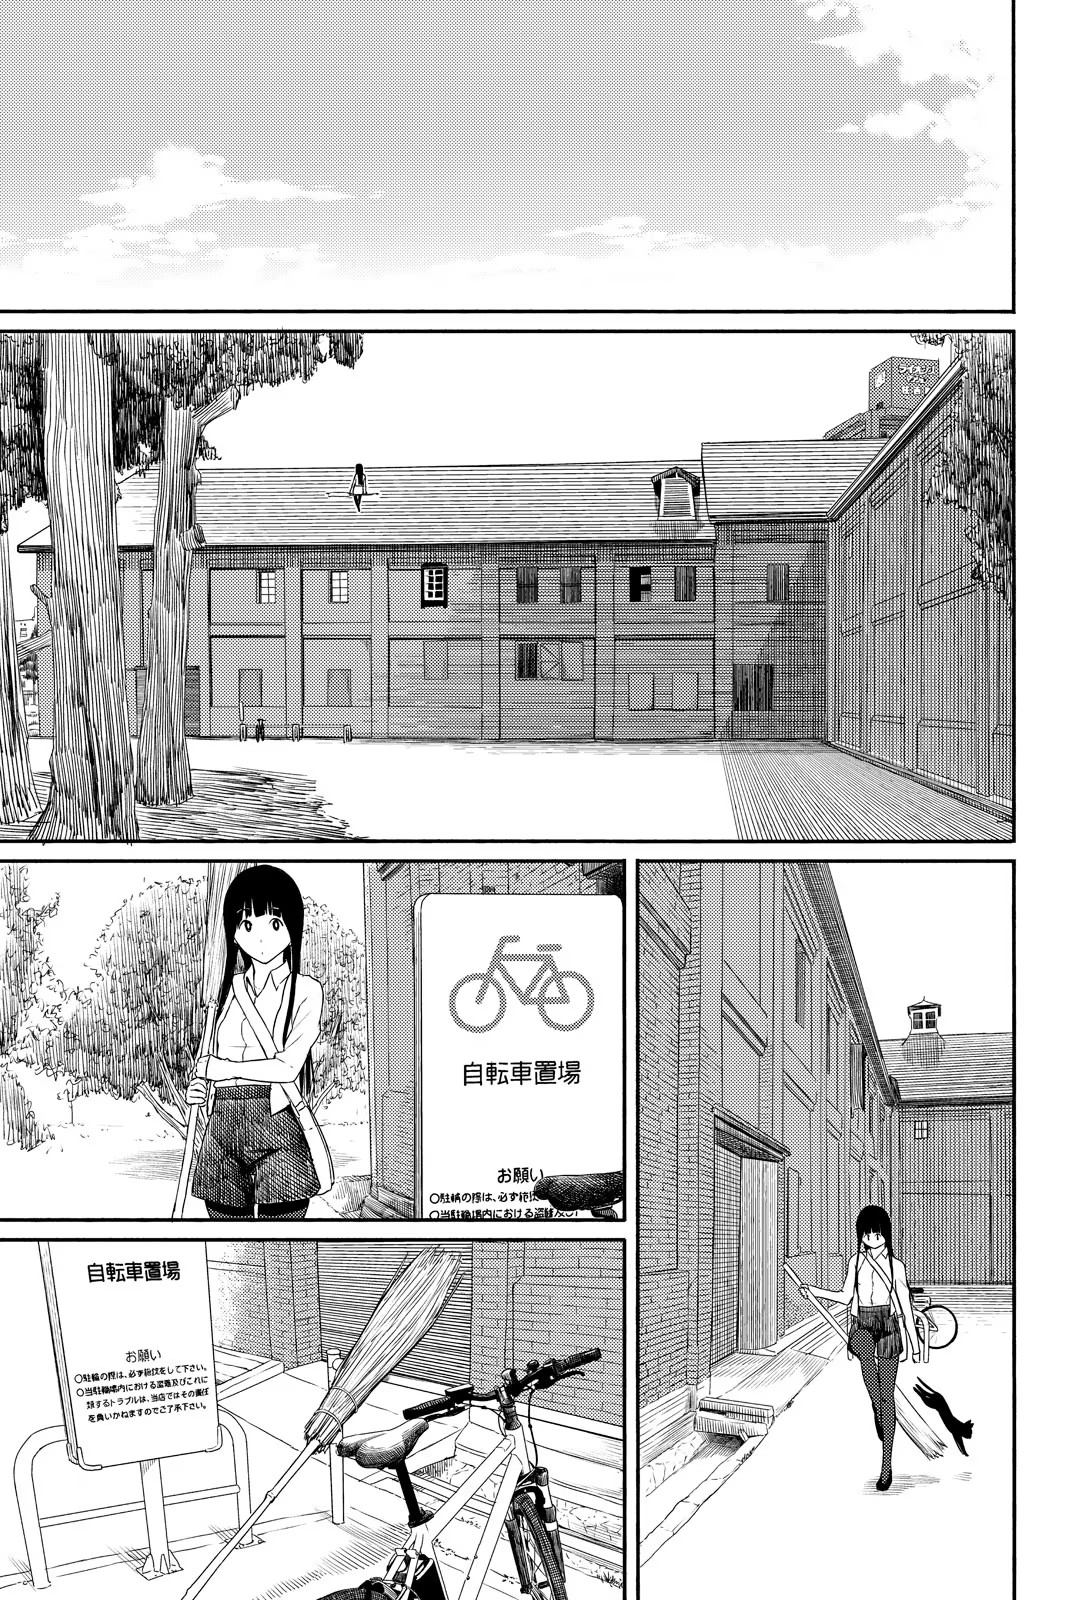 自転車置場
お願い
自転車置場
お願い
○駐輪の際は、必ず施錠をして下さい。
○当駐輪場内における盗難及びこれに
類するトラブルは、当店ではその責任
を負いかねますのでご了承下さい。